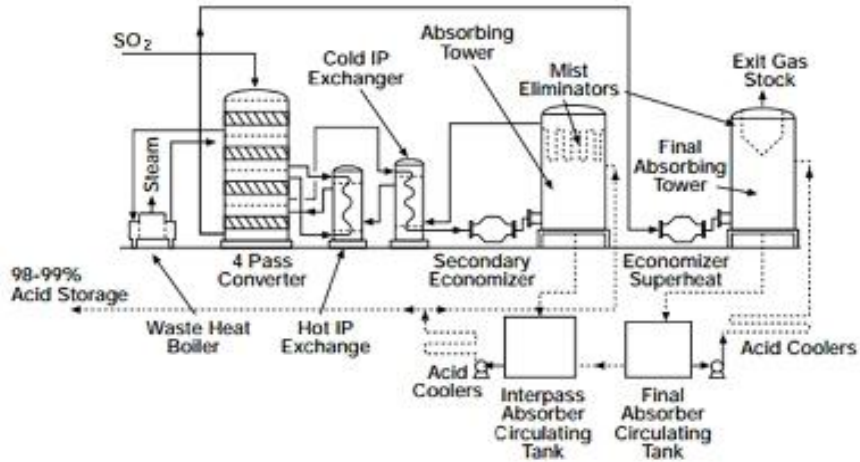 SO2
Cold IP
Exchanger
Absorbing
Tower
Mist
Eliminators
Exit Gas
Stock
Steam
Final
Absorbing
Tower
4 Pass
Converter
Secondary
Economizer
Economizer
Superheat
98-99%
Acid Storage
Waste Heat
Boiler
Hot IP
Exchange
Acid
Coolers
Acid Coolers
Interpass
Absorber
Circulating
Tank
Final
Absorber
Circulating
Tank